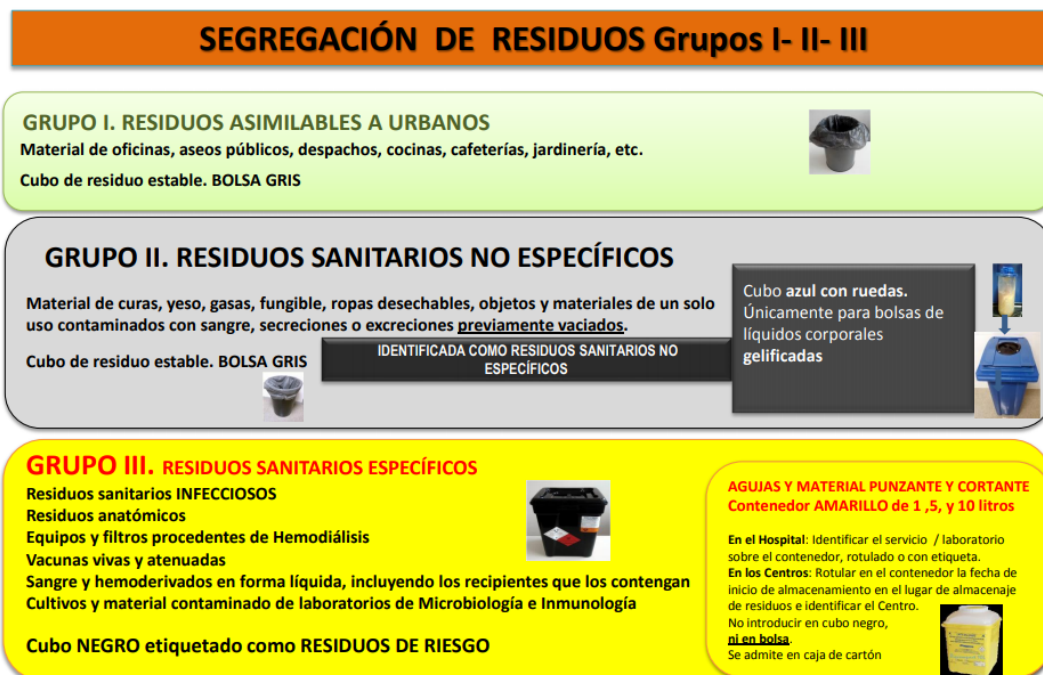 SEGREGACIÓN DE RESIDUOS Grupos I- II- III
GRUPO I. RESIDUOS ASIMILABLES A URBANOS
Material de oficinas, aseos públicos, despachos, cocinas, cafeterías, jardinería, etc.
Cubo de residuo estable. BOLSA GRIS
GRUPO II. RESIDUOS SANITARIOS NO ESPECÍFICOS
Material de curas, yeso, gasas, fungible, ropas desechables, objetos y materiales de un solo
uso contaminados con sangre, secreciones o excreciones previamente vaciados.
Cubo de residuo estable. BOLSA GRIS
IDENTIFICADA COMO RESIDUOS SANITARIOS NO
ESPECÍFICOS
Cubo azul con ruedas.
Únicamente para bolsas de
líquidos corporales
gelificadas
GRUPO III. RESIDUOS SANITARIOS ESPECÍFICOS
Residuos sanitarios INFECCIOSOS
Residuos anatómicos
Equipos y filtros procedentes de Hemodiálisis
Vacunas vivas y atenuadas
Sangre y hemoderivados en forma líquida, incluyendo los recipientes que los contengan
Cultivos y material contaminado de laboratorios de Microbiología e Inmunología
Cubo NEGRO etiquetado como RESIDUOS DE RIESGO
AGUJAS Y MATERIAL PUNZANTE Y CORTANTE
Contenedor AMARILLO de 1 ,5, y 10 litros
En el Hospital: Identificar el servicio / laboratorio
sobre el contenedor, rotulado o con etiqueta.
En los Centros: Rotular en el contenedor la fecha de
inicio de almacenamiento en el lugar de almacenaje
de residuos e identificar el Centro.
No introducir en cubo negro,
ni en bolsa.
Se admite en caja de cartón